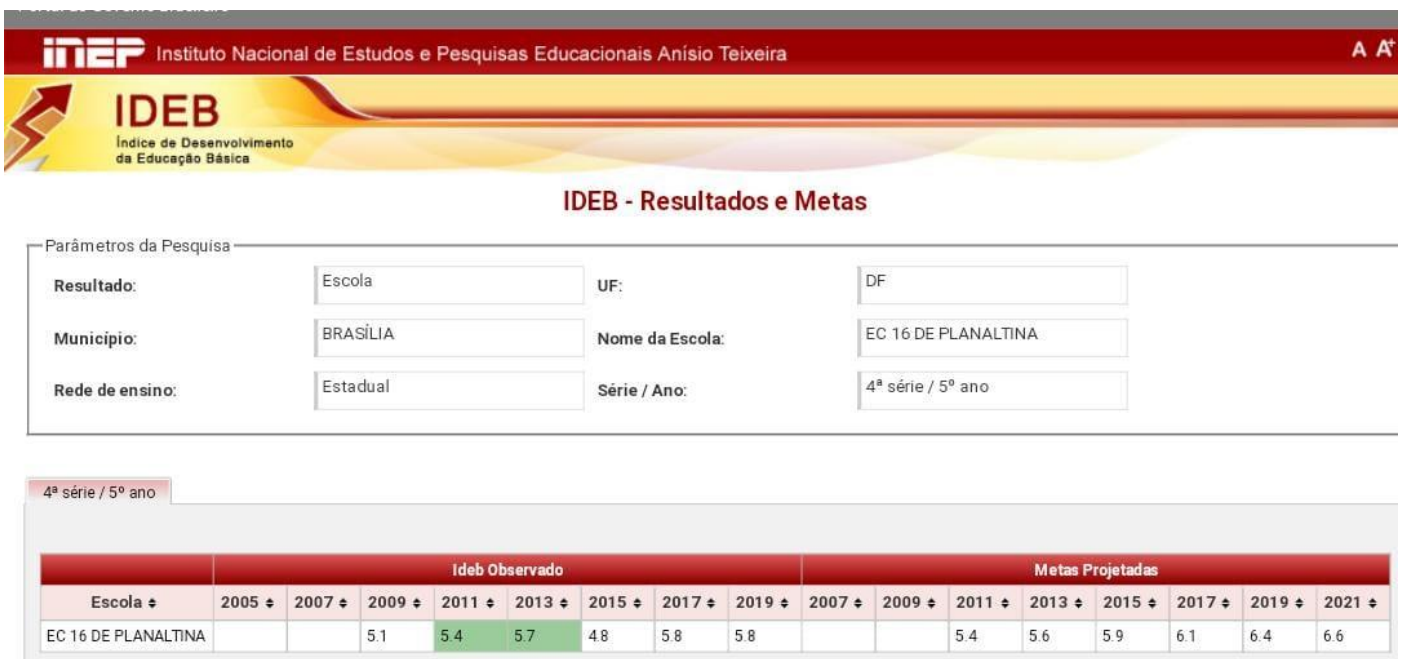 INEP Instituto Nacional de Estudos e Pesquisas Educacionais Anísio Teixeira A A+
IDEB
Índice de Desenvolvimento
da Educação Básica
IDEB - Resultados e Metas
Parâmetros da Pesquisa
Resultado: Escola UF: DF
Município: BRASÍLIA Nome da Escola: EC 16 DE PLANALTINA
Rede de ensino: Estadual Série / Ano: 4ª série / 5º ano
4ª série / 5º ano
Ideb Observado Metas Projetadas
Escola 2005 2007 2009 2011 2013 2015 2017 2019 2007 2009 2011 2013 2015 2017 2019 2021
EC 16 DE PLANALTINA 5.1 5.4 5.7 4.8 5.8 5.8 5.4 5.6 5.9 6.1 6.4 6.6